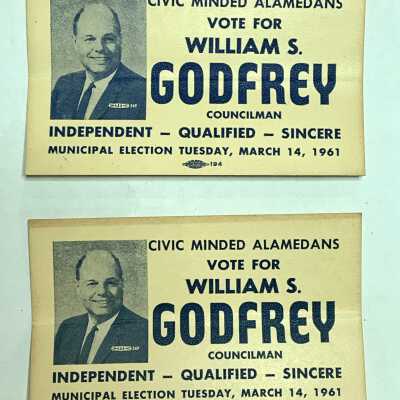 CIVIC MINDED ALAMEDANS
VOTE FOR
WILLIAM S.
GODFREY
COUNCILMAN
INDEPENDENT – QUALIFIED – SINCERE
MUNICIPAL ELECTION TUESDAY, MARCH 14, 1961
194
CIVIC MINDED ALAMEDANS
VOTE FOR
WILLIAM S.
GODFREY
COUNCILMAN
INDEPENDENT – QUALIFIED – SINCERE
MUNICIPAL ELECTION TUESDAY, MARCH 14, 1961